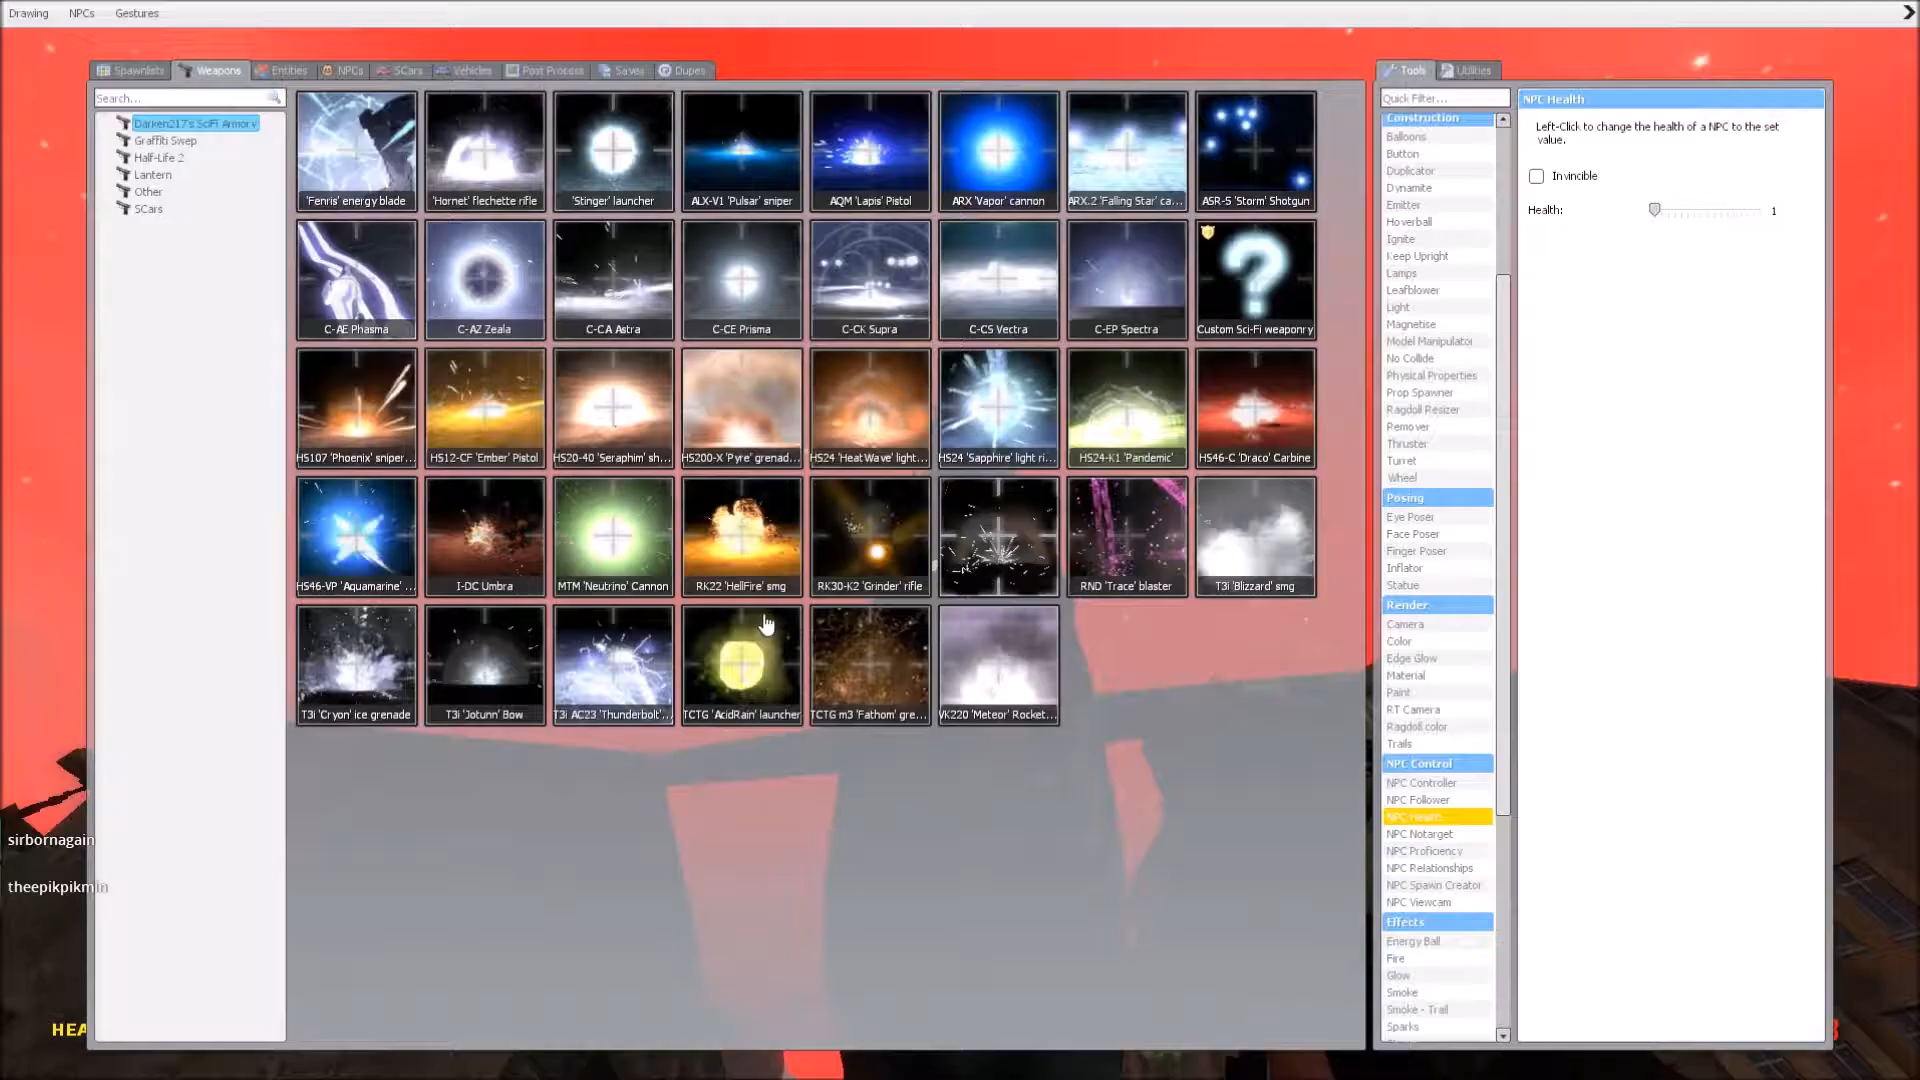 Drawing NPCs Gestures
Spawnlists Weapons Entities NPCs SCars Vehicles Post Process Saves Dupes
Tools Utilities
Search...
Darken217's SciFi Armory
Graffiti Swep
Half-Life 2
Lantern
Other
SCars
'Fenris' energy blade
'Hornet' flechette rifle
'Stinger' launcher
ALX-V1 'Pulsar' sniper
AQM 'Lapis' Pistol
ARX 'Vapor' cannon
ARX.2 'Falling Star' ca...
ASR-5 'Storm' Shotgun
C-AE Phasma
C-AZ Zeala
C-CA Astra
C-CE Prisma
C-CK Supra
C-CS Vectra
C-EP Spectra
Custom Sci-Fi weaponry
HS107 'Phoenix' sniper...
HS12-CF 'Ember' Pistol
HS20-40 'Seraphim' sh...
HS200-X 'Pyre' grenad...
HS24 'HeatWave' light...
HS24 'Sapphire' light ri...
HS24-K1 'Pandemic'
HS46-C 'Draco' Carbine
HS46-VP 'Aquamarine' ...
I-DC Umbra
MTM 'Neutrino' Cannon
RK22 'HellFire' smg
RK30-K2 'Grinder' rifle
RND 'Trace' blaster
T3i 'Blizzard' smg
T3i 'Cryon' ice grenade
T3i 'Jotunn' Bow
T3i AC23 'Thunderbolt'...
TCTG 'AcidRain' launcher
TCTG m3 'Fathom' gre...
VK220 'Meteor' Rocket...
Quick Filter...
Construction
Balloons
Button
Duplicator
Dynamite
Emitter
Hoverball
Ignite
Keep Upright
Lamps
Leafblower
Light
Magnetise
Model Manipulator
No Collide
Physical Properties
Prop Spawner
Ragdoll Resizer
Remover
Thruster
Turret
Wheel
Posing
Eye Poser
Face Poser
Finger Poser
Inflator
Statue
Render
Camera
Color
Edge Glow
Material
Paint
RT Camera
Ragdoll color
Trails
NPC Control
NPC Controller
NPC Follower
NPC Health
NPC Notarget
NPC Proficiency
NPC Relationships
NPC Spawn Creator
NPC Viewcam
Effects
Energy Ball
Fire
Glow
Smoke
Smoke - Trail
Sparks
NPC Health
Left-Click to change the health of a NPC to the set
value.
Invincible
Health: 1
sirbornagain
theepikpikmin
HEA